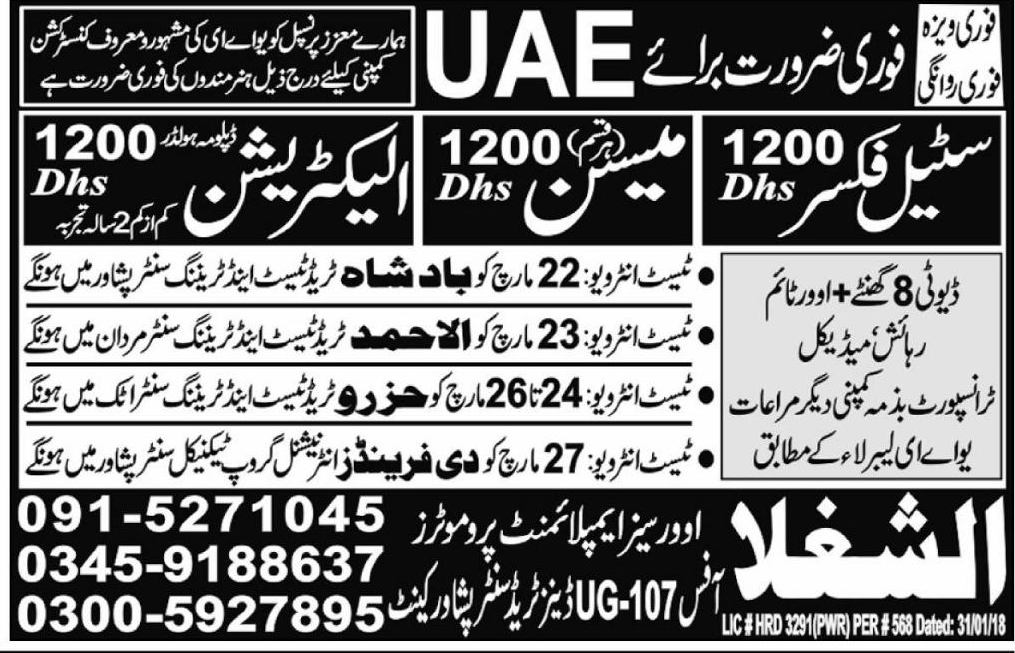 فوری ویزہ
فوری روانگی
فوری ضرورت برائے UAE
ہمارے معزز پرنسپل کو یو اے ای کی مشہور و معروف کنسٹرکشن
کمپنی کیلئے درج ذیل ہنرمندوں کی فوری ضرورت ہے
سٹیل فکسر 1200 Dhs
میسن (ہر قسم) 1200 Dhs
الیکٹریشن ڈپلومہ ہولڈر 1200 Dhs
کم از کم 2 سالہ تجربہ
ڈیوٹی 8 گھنٹے + اوور ٹائم
رہائش، میڈیکل
ٹرانسپورٹ بذمہ کمپنی دیگر مراعات
یو اے ای لیبر لاء کے مطابق
• ٹیسٹ انٹرویو: 22 مارچ کو بادشاہ ٹریڈ ٹیسٹ اینڈ ٹریننگ سنٹر پشاور میں ہونگے
• ٹیسٹ انٹرویو: 23 مارچ کو الاحمد ٹریڈ ٹیسٹ اینڈ ٹریننگ سنٹر مردان میں ہونگے
• ٹیسٹ انٹرویو: 24 تا 26 مارچ کو حزرو ٹریڈ ٹیسٹ اینڈ ٹریننگ سنٹر اٹک میں ہونگے
• ٹیسٹ انٹرویو: 27 مارچ کو دی فرینڈز انٹرنیشنل گروپ ٹیکنیکل سنٹر پشاور میں ہونگے
الشغلا
اوورسیز ایمپلائمنٹ پروموٹرز
آفس UG-107 ڈینز ٹریڈ سنٹر پشاور کینٹ
LIC # HRD 3291(PWR) PER # 568 Dated: 31/01/18
091-5271045
0345-9188637
0300-5927895